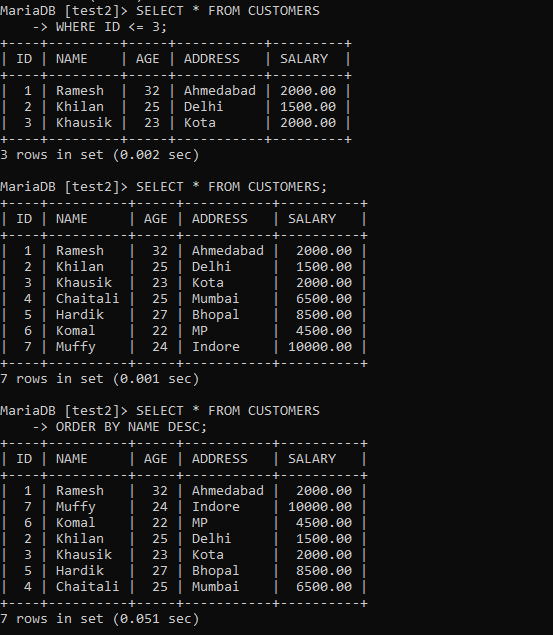 MariaDB [test2]> SELECT * FROM CUSTOMERS
    -> WHERE ID <= 3;
+----+---------+-----+-----------+---------+
| ID | NAME    | AGE | ADDRESS   | SALARY  |
+----+---------+-----+-----------+---------+
|  1 | Ramesh  |  32 | Ahmedabad | 2000.00 |
|  2 | Khilan  |  25 | Delhi     | 1500.00 |
|  3 | Khausik |  23 | Kota      | 2000.00 |
+----+---------+-----+-----------+---------+
3 rows in set (0.002 sec)

MariaDB [test2]> SELECT * FROM CUSTOMERS;
+----+----------+-----+-----------+----------+
| ID | NAME     | AGE | ADDRESS   | SALARY   |
+----+----------+-----+-----------+----------+
|  1 | Ramesh   |  32 | Ahmedabad |  2000.00 |
|  2 | Khilan   |  25 | Delhi     |  1500.00 |
|  3 | Khausik  |  23 | Kota      |  2000.00 |
|  4 | Chaitali |  25 | Mumbai    |  6500.00 |
|  5 | Hardik   |  27 | Bhopal    |  8500.00 |
|  6 | Komal    |  22 | MP        |  4500.00 |
|  7 | Muffy    |  24 | Indore    | 10000.00 |
+----+----------+-----+-----------+----------+
7 rows in set (0.001 sec)

MariaDB [test2]> SELECT * FROM CUSTOMERS
    -> ORDER BY NAME DESC;
+----+----------+-----+-----------+----------+
| ID | NAME     | AGE | ADDRESS   | SALARY   |
+----+----------+-----+-----------+----------+
|  1 | Ramesh   |  32 | Ahmedabad |  2000.00 |
|  7 | Muffy    |  24 | Indore    | 10000.00 |
|  6 | Komal    |  22 | MP        |  4500.00 |
|  2 | Khilan   |  25 | Delhi     |  1500.00 |
|  3 | Khausik  |  23 | Kota      |  2000.00 |
|  5 | Hardik   |  27 | Bhopal    |  8500.00 |
|  4 | Chaitali |  25 | Mumbai    |  6500.00 |
+----+----------+-----+-----------+----------+
7 rows in set (0.051 sec)